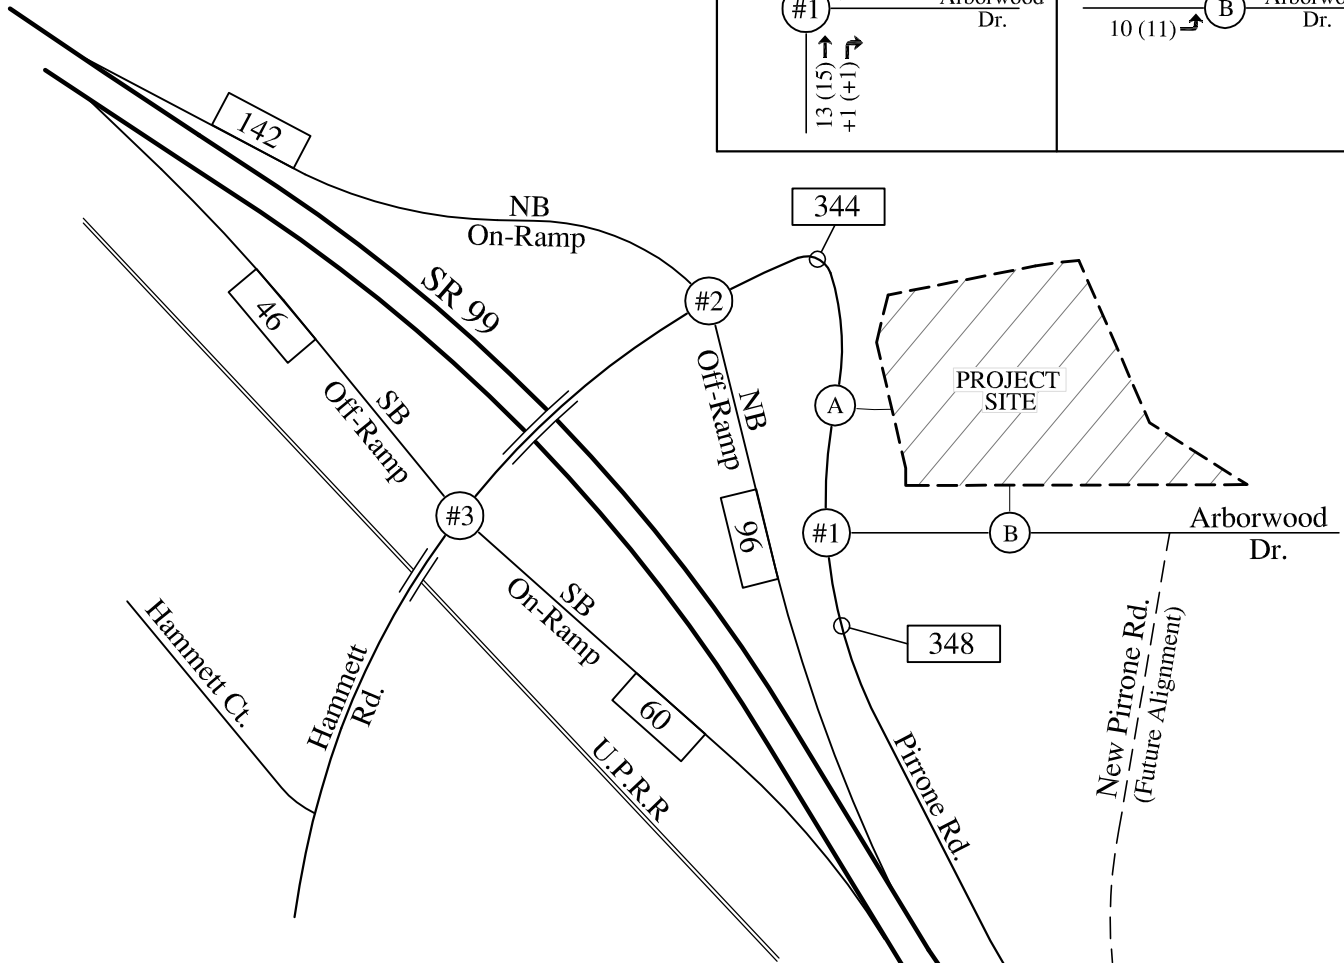 #1
Dr.
13 (15)
+1 (+1)
10 (11)
B
Dr.
142
344
NB
On-Ramp
SR 99
#2
46
PROJECT
SITE
SB
Off-Ramp
NB
Off-Ramp
A
96
#3
#1
B
Arborwood
Dr.
SB
On-Ramp
348
Hammett Ct.
Hammett
Rd.
60
U.P.R.R
Pirrone Rd.
New Pirrone Rd.
(Future Alignment)